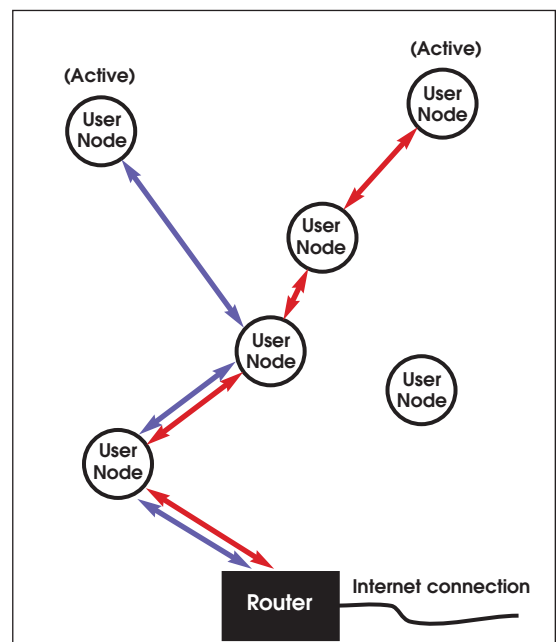 (Active)
User
Node
(Active)
User
Node
User
Node
User
Node
User
Node
User
Node
Router
Internet connection